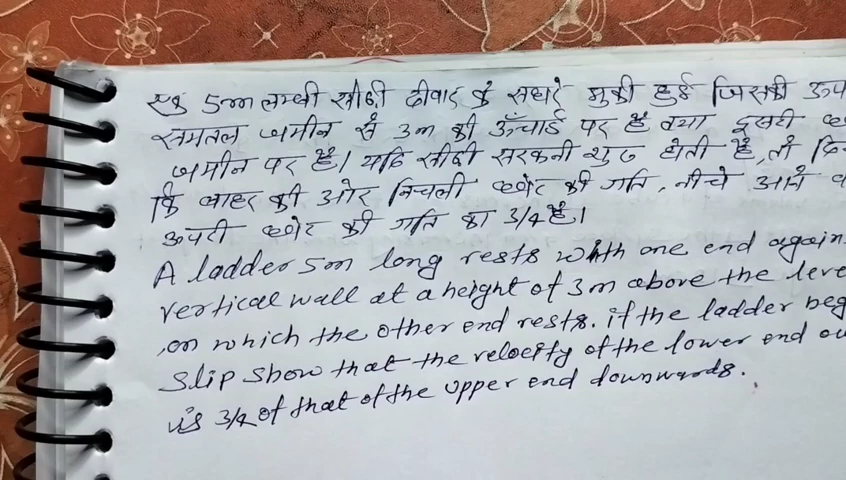 एक 5m लम्बी सीढ़ी दीवार के सहारे झुकी हुई जिसकी ऊप
समतल जमीन से 3m की ऊँचाई पर है तथा दूसरी छो
जमीन पर है। यदि सीढी सरकनी शुरु होती है, तो दि
कि बाहर की ओर निचली छोर की गति, नीचे आने व
ऊपरी छोर की गति का 3/4 है।
A ladder 5m long rests with one end again
vertical wall at a height of 3m above the leve
,on which the other end rests. if the ladder beg
slip show that the velocity of the lower end ou
is 3/4 of that of the upper end downwards.